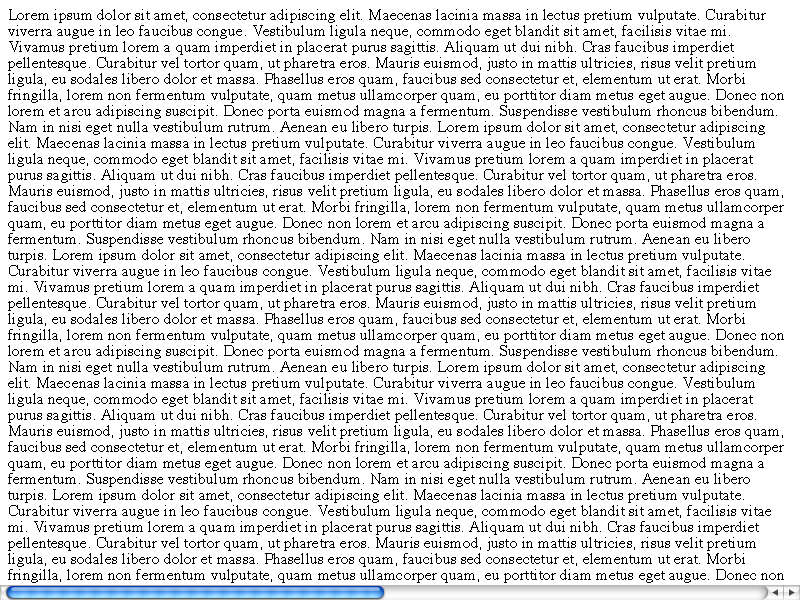 Lorem ipsum dolor sit amet, consectetur adipiscing elit. Maecenas lacinia massa in lectus pretium vulputate. Curabitur
viverra augue in leo faucibus congue. Vestibulum ligula neque, commodo eget blandit sit amet, facilisis vitae mi.
Vivamus pretium lorem a quam imperdiet in placerat purus sagittis. Aliquam ut dui nibh. Cras faucibus imperdiet
pellentesque. Curabitur vel tortor quam, ut pharetra eros. Mauris euismod, justo in mattis ultricies, risus velit pretium
ligula, eu sodales libero dolor et massa. Phasellus eros quam, faucibus sed consectetur et, elementum ut erat. Morbi
fringilla, lorem non fermentum vulputate, quam metus ullamcorper quam, eu porttitor diam metus eget augue. Donec non
lorem et arcu adipiscing suscipit. Donec porta euismod magna a fermentum. Suspendisse vestibulum rhoncus bibendum.
Nam in nisi eget nulla vestibulum rutrum. Aenean eu libero turpis. Lorem ipsum dolor sit amet, consectetur adipiscing
elit. Maecenas lacinia massa in lectus pretium vulputate. Curabitur viverra augue in leo faucibus congue. Vestibulum
ligula neque, commodo eget blandit sit amet, facilisis vitae mi. Vivamus pretium lorem a quam imperdiet in placerat
purus sagittis. Aliquam ut dui nibh. Cras faucibus imperdiet pellentesque. Curabitur vel tortor quam, ut pharetra eros.
Mauris euismod, justo in mattis ultricies, risus velit pretium ligula, eu sodales libero dolor et massa. Phasellus eros quam,
faucibus sed consectetur et, elementum ut erat. Morbi fringilla, lorem non fermentum vulputate, quam metus ullamcorper
quam, eu porttitor diam metus eget augue. Donec non lorem et arcu adipiscing suscipit. Donec porta euismod magna a
fermentum. Suspendisse vestibulum rhoncus bibendum. Nam in nisi eget nulla vestibulum rutrum. Aenean eu libero
turpis. Lorem ipsum dolor sit amet, consectetur adipiscing elit. Maecenas lacinia massa in lectus pretium vulputate.
Curabitur viverra augue in leo faucibus congue. Vestibulum ligula neque, commodo eget blandit sit amet, facilisis vitae
mi. Vivamus pretium lorem a quam imperdiet in placerat purus sagittis. Aliquam ut dui nibh. Cras faucibus imperdiet
pellentesque. Curabitur vel tortor quam, ut pharetra eros. Mauris euismod, justo in mattis ultricies, risus velit pretium
ligula, eu sodales libero dolor et massa. Phasellus eros quam, faucibus sed consectetur et, elementum ut erat. Morbi
fringilla, lorem non fermentum vulputate, quam metus ullamcorper quam, eu porttitor diam metus eget augue. Donec non
lorem et arcu adipiscing suscipit. Donec porta euismod magna a fermentum. Suspendisse vestibulum rhoncus bibendum.
Nam in nisi eget nulla vestibulum rutrum. Aenean eu libero turpis. Lorem ipsum dolor sit amet, consectetur adipiscing
elit. Maecenas lacinia massa in lectus pretium vulputate. Curabitur viverra augue in leo faucibus congue. Vestibulum
ligula neque, commodo eget blandit sit amet, facilisis vitae mi. Vivamus pretium lorem a quam imperdiet in placerat
purus sagittis. Aliquam ut dui nibh. Cras faucibus imperdiet pellentesque. Curabitur vel tortor quam, ut pharetra eros.
Mauris euismod, justo in mattis ultricies, risus velit pretium ligula, eu sodales libero dolor et massa. Phasellus eros quam,
faucibus sed consectetur et, elementum ut erat. Morbi fringilla, lorem non fermentum vulputate, quam metus ullamcorper
quam, eu porttitor diam metus eget augue. Donec non lorem et arcu adipiscing suscipit. Donec porta euismod magna a
fermentum. Suspendisse vestibulum rhoncus bibendum. Nam in nisi eget nulla vestibulum rutrum. Aenean eu libero
turpis. Lorem ipsum dolor sit amet, consectetur adipiscing elit. Maecenas lacinia massa in lectus pretium vulputate.
Curabitur viverra augue in leo faucibus congue. Vestibulum ligula neque, commodo eget blandit sit amet, facilisis vitae
mi. Vivamus pretium lorem a quam imperdiet in placerat purus sagittis. Aliquam ut dui nibh. Cras faucibus imperdiet
pellentesque. Curabitur vel tortor quam, ut pharetra eros. Mauris euismod, justo in mattis ultricies, risus velit pretium
ligula, eu sodales libero dolor et massa. Phasellus eros quam, faucibus sed consectetur et, elementum ut erat. Morbi
fringilla, lorem non fermentum vulputate, quam metus ullamcorper quam, eu porttitor diam metus eget augue. Donec non